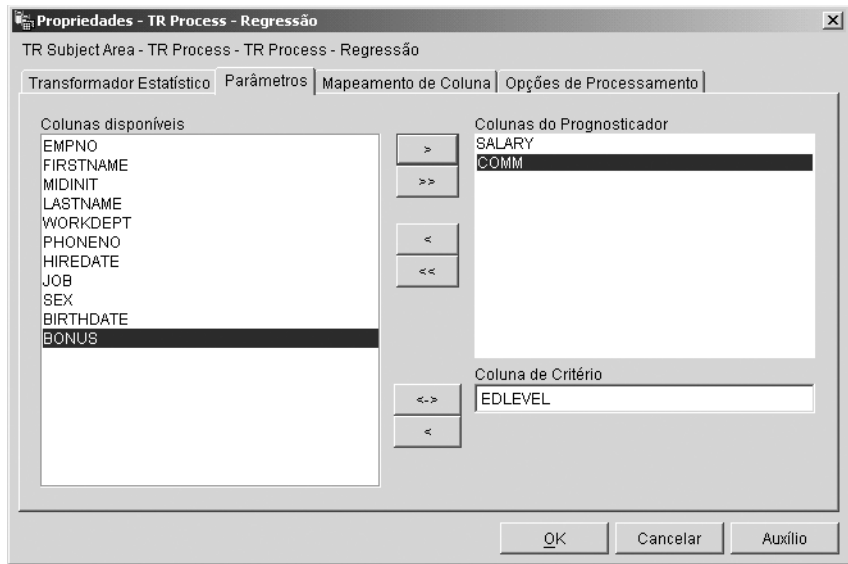 Propriedades - TR Process - Regressão
TR Subject Area - TR Process - TR Process - Regressão
Transformador Estatístico Parâmetros Mapeamento de Coluna Opções de Processamento
Colunas disponíveis
EMPNO
FIRSTNAME
MIDINIT
LASTNAME
WORKDEPT
PHONENO
HIREDATE
JOB
SEX
BIRTHDATE
BONUS
>
>>
<
<<
<->
<
Colunas do Prognosticador
SALARY
COMM
Coluna de Critério
EDLEVEL
OK Cancelar Auxílio